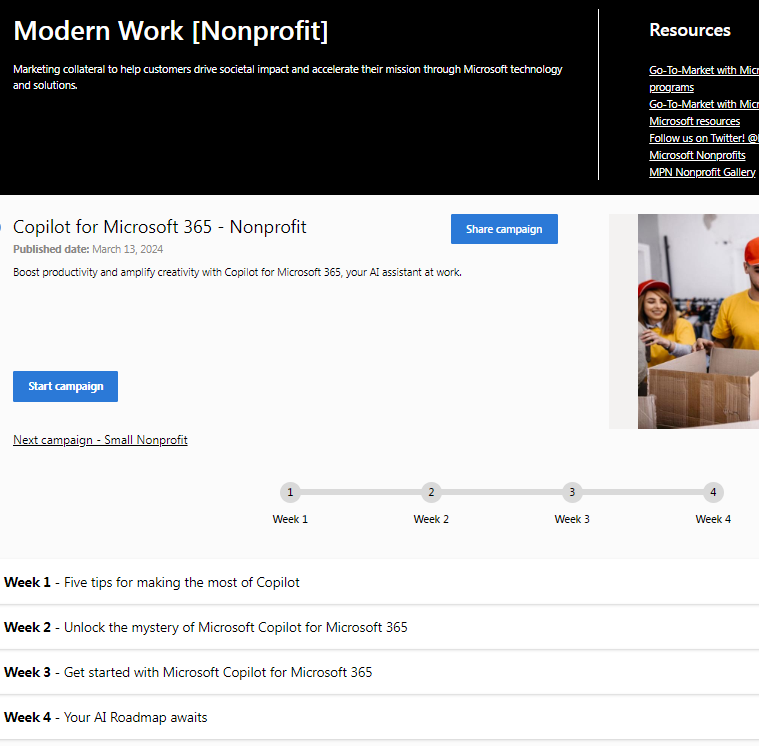 Modern Work [Nonprofit]
Marketing collateral to help customers drive societal impact and accelerate their mission through Microsoft technology
and solutions.
Resources
Go-To-Market with
programs
Go-To-Market with
Microsoft resources
Follow us on Twitter!
Microsoft Nonprofits
MPN Nonprofit Gallery
Copilot for Microsoft 365 - Nonprofit
Share campaign
Published date: March 13, 2024
Boost productivity and amplify creativity with Copilot for Microsoft 365, your AI assistant at work.
Start campaign
Next campaign - Small Nonprofit
1 2 3 4
Week 1 Week 2 Week 3 Week 4
Week 1 - Five tips for making the most of Copilot
Week 2 - Unlock the mystery of Microsoft Copilot for Microsoft 365
Week 3 - Get started with Microsoft Copilot for Microsoft 365
Week 4 - Your AI Roadmap awaits